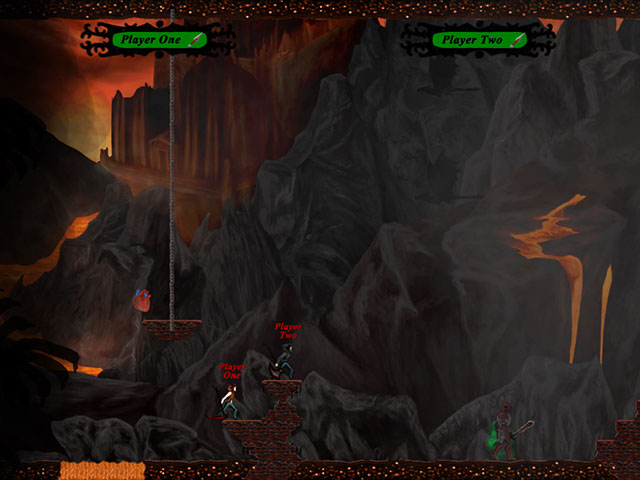 Player One
Player Two
Player
Two
Player
One